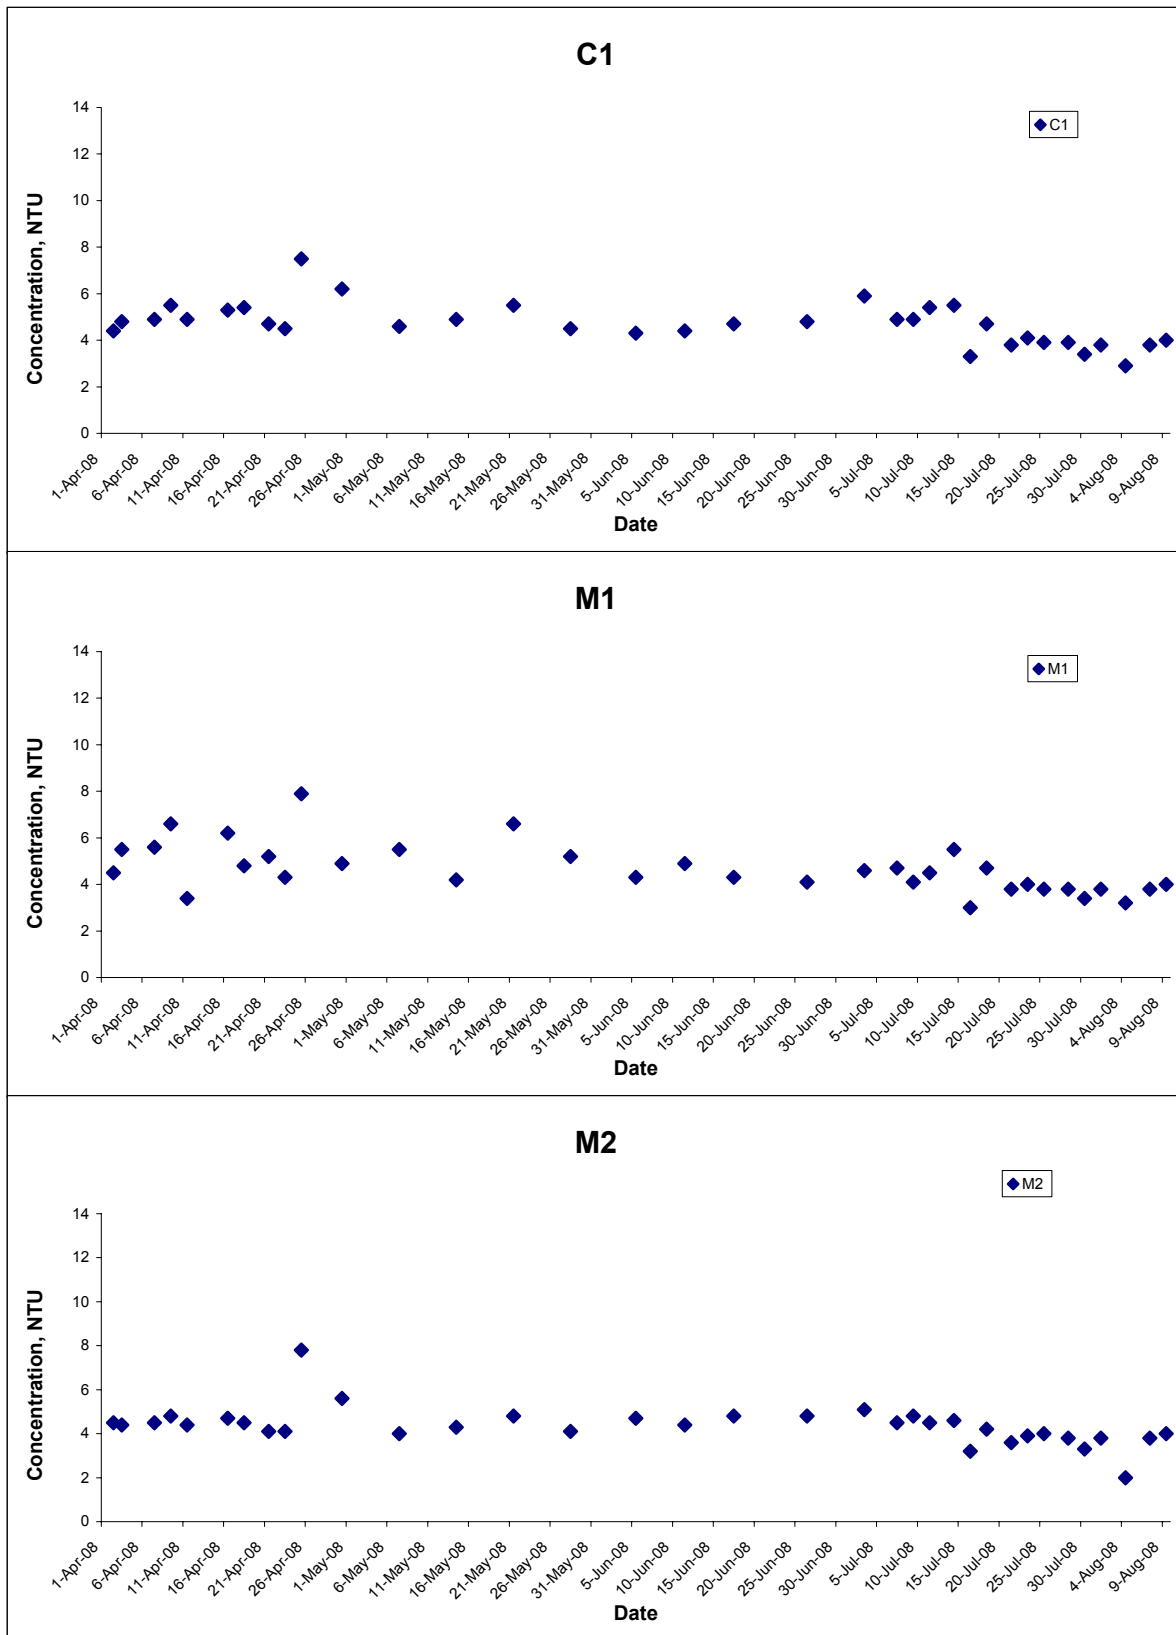 C1
C1
Concentration, NTU
14
12
10
8
6
4
2
0
1-Apr-08
6-Apr-08
11-Apr-08
16-Apr-08
21-Apr-08
26-Apr-08
1-May-08
6-May-08
11-May-08
16-May-08
21-May-08
26-May-08
31-May-08
5-Jun-08
10-Jun-08
15-Jun-08
20-Jun-08
25-Jun-08
30-Jun-08
5-Jul-08
10-Jul-08
15-Jul-08
20-Jul-08
25-Jul-08
30-Jul-08
4-Aug-08
9-Aug-08
Date
M1
M1
Concentration, NTU
14
12
10
8
6
4
2
0
1-Apr-08
6-Apr-08
11-Apr-08
16-Apr-08
21-Apr-08
26-Apr-08
1-May-08
6-May-08
11-May-08
16-May-08
21-May-08
26-May-08
31-May-08
5-Jun-08
10-Jun-08
15-Jun-08
20-Jun-08
25-Jun-08
30-Jun-08
5-Jul-08
10-Jul-08
15-Jul-08
20-Jul-08
25-Jul-08
30-Jul-08
4-Aug-08
9-Aug-08
Date
M2
M2
Concentration, NTU
14
12
10
8
6
4
2
0
1-Apr-08
6-Apr-08
11-Apr-08
16-Apr-08
21-Apr-08
26-Apr-08
1-May-08
6-May-08
11-May-08
16-May-08
21-May-08
26-May-08
31-May-08
5-Jun-08
10-Jun-08
15-Jun-08
20-Jun-08
25-Jun-08
30-Jun-08
5-Jul-08
10-Jul-08
15-Jul-08
20-Jul-08
25-Jul-08
30-Jul-08
4-Aug-08
9-Aug-08
Date